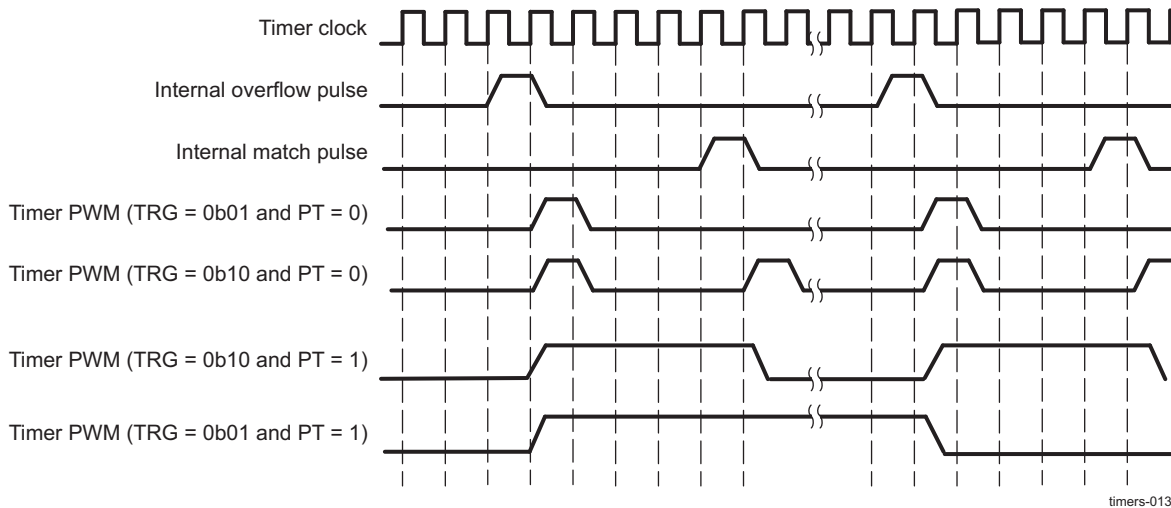 Timer clock
Internal overflow pulse
Internal match pulse
Timer PWM (TRG = 0b01 and PT = 0)
Timer PWM (TRG = 0b10 and PT = 0)
Timer PWM (TRG = 0b10 and PT = 1)
Timer PWM (TRG = 0b01 and PT = 1)
timers-013